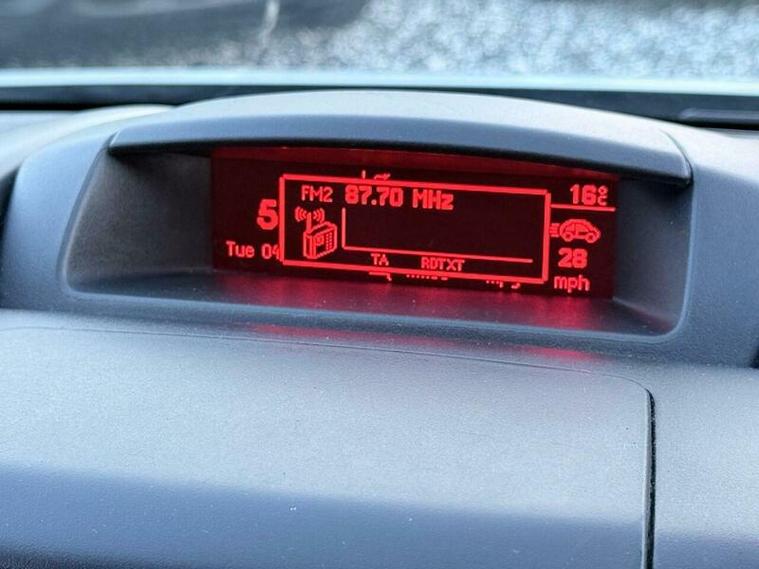 FM2 87.70 MHz
16°C
5
Tue 04
TA RDTXT
28
mph